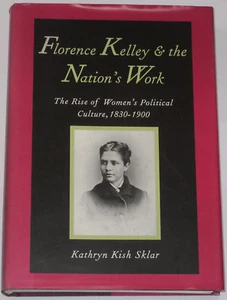 Florence Kelley & the
Nation's Work
The Rise of Women's Political
Culture, 1830-1900
Kathryn Kish Sklar